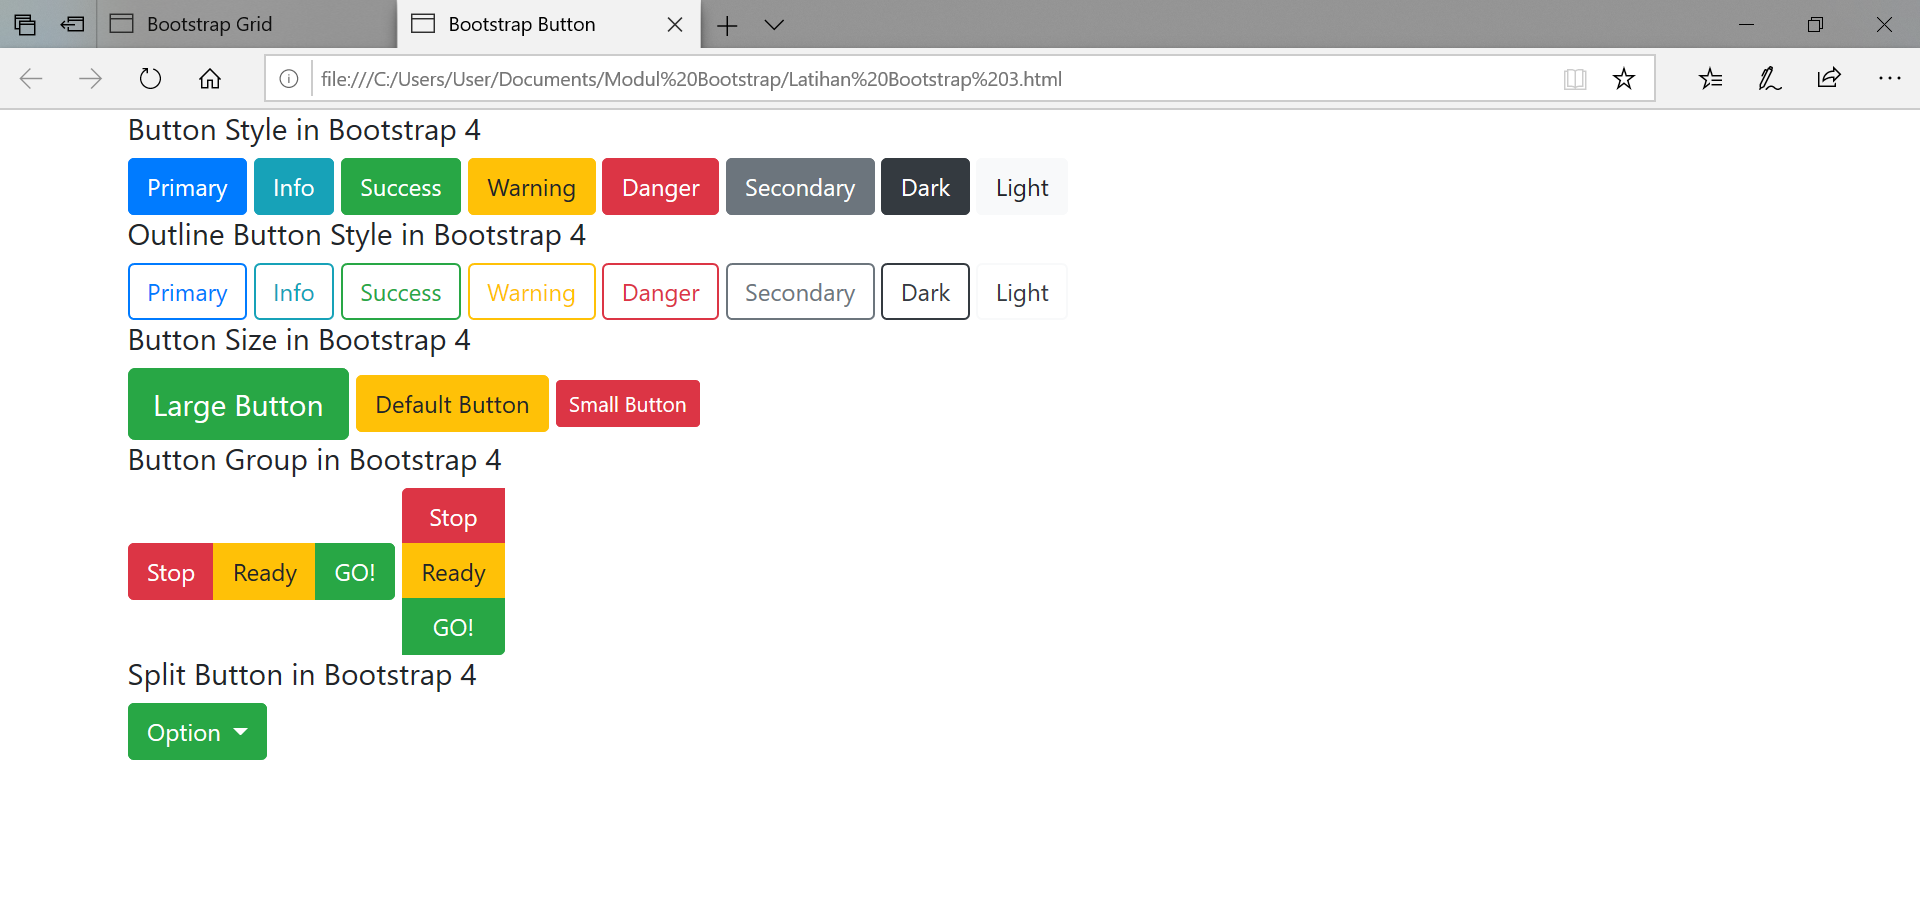 Bootstrap Grid Bootstrap Button
file:///C:/Users/User/Documents/Modul%20Bootstrap/Latihan%20Bootstrap%203.html
Button Style in Bootstrap 4
Primary Info Success Warning Danger Secondary Dark Light
Outline Button Style in Bootstrap 4
Primary Info Success Warning Danger Secondary Dark Light
Button Size in Bootstrap 4
Large Button Default Button Small Button
Button Group in Bootstrap 4
Stop
Stop Ready GO! Ready
GO!
Split Button in Bootstrap 4
Option